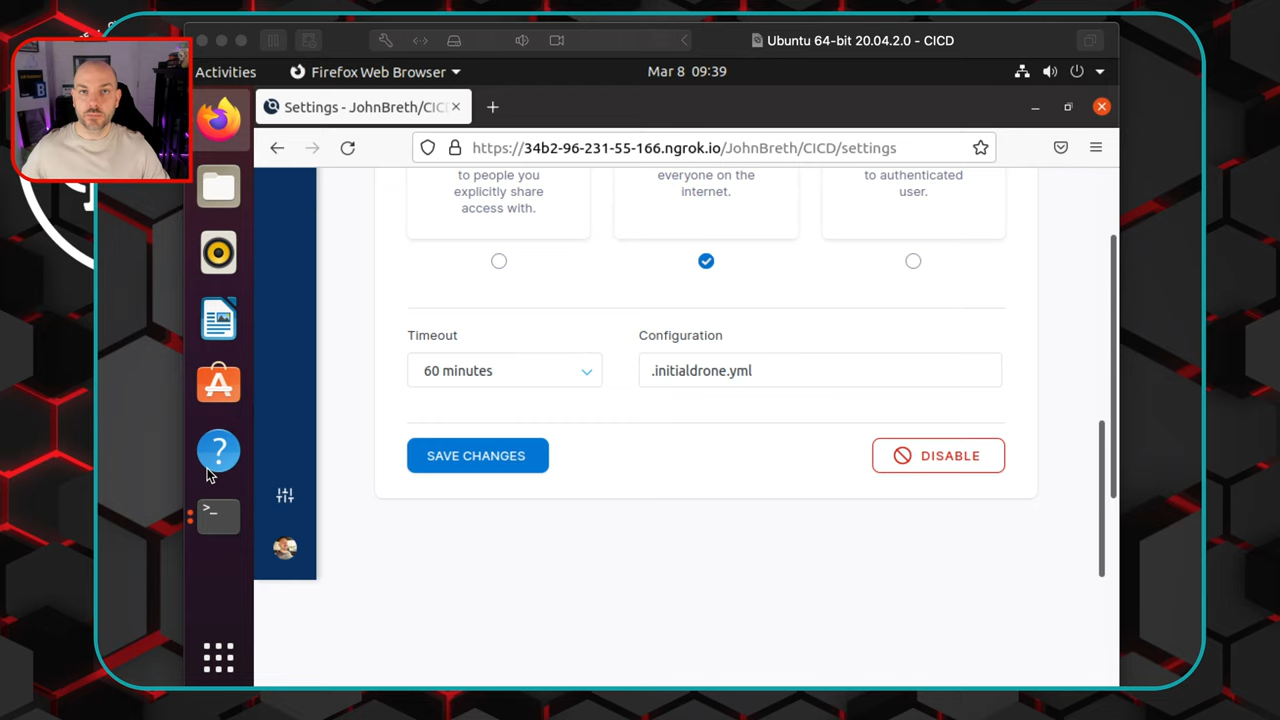 Ubuntu 64-bit 20.04.2.0 - CICD
Activities
Firefox Web Browser
Mar 8 09:39
Settings - JohnBreth/CIC
https://34b2-96-231-55-166.ngrok.io/JohnBreth/CICD/settings
to people you
explicitly share
access with.
everyone on the
internet.
to authenticated
user.
Timeout
Configuration
60 minutes
.initialdrone.yml
SAVE CHANGES
DISABLE